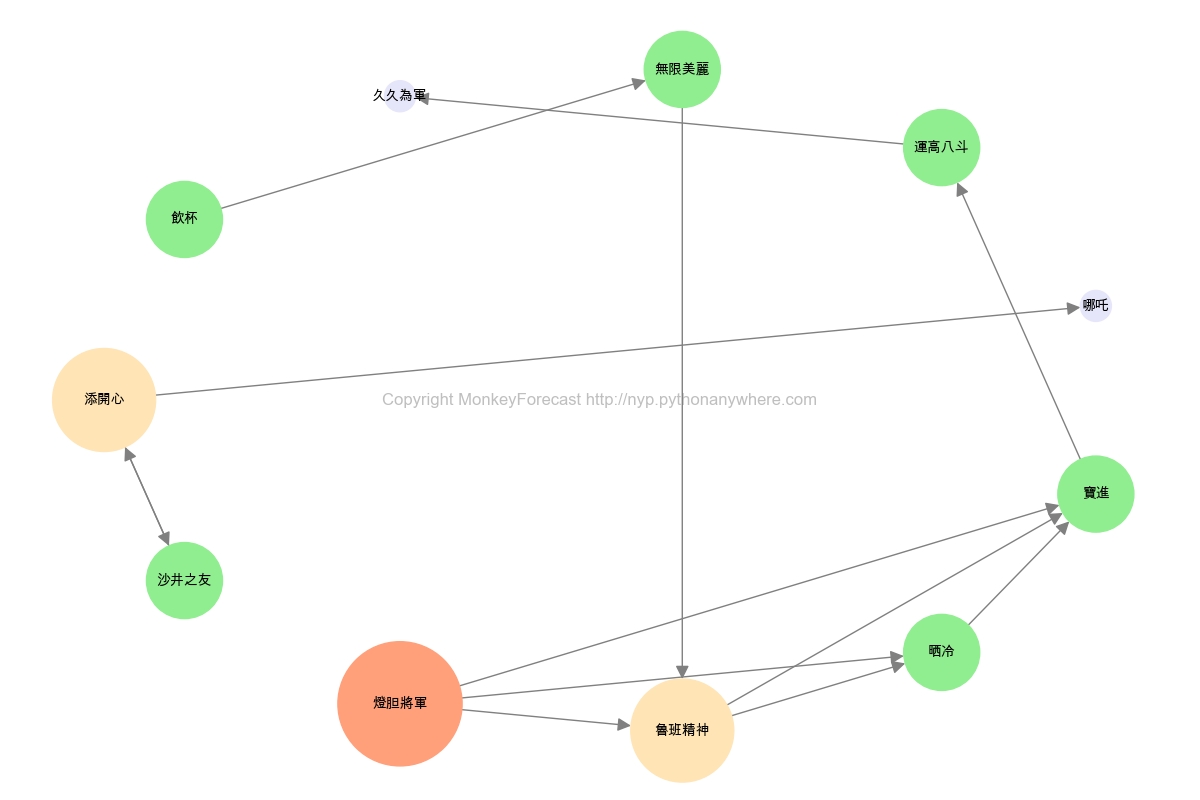 無限美麗
久久為軍
運高八斗
飲杯
哪吒
添開心
Copyright MonkeyForecast http://nyp.pythonanywhere.com
寶進
沙井之友
晒冷
燈胆將軍
魯班精神